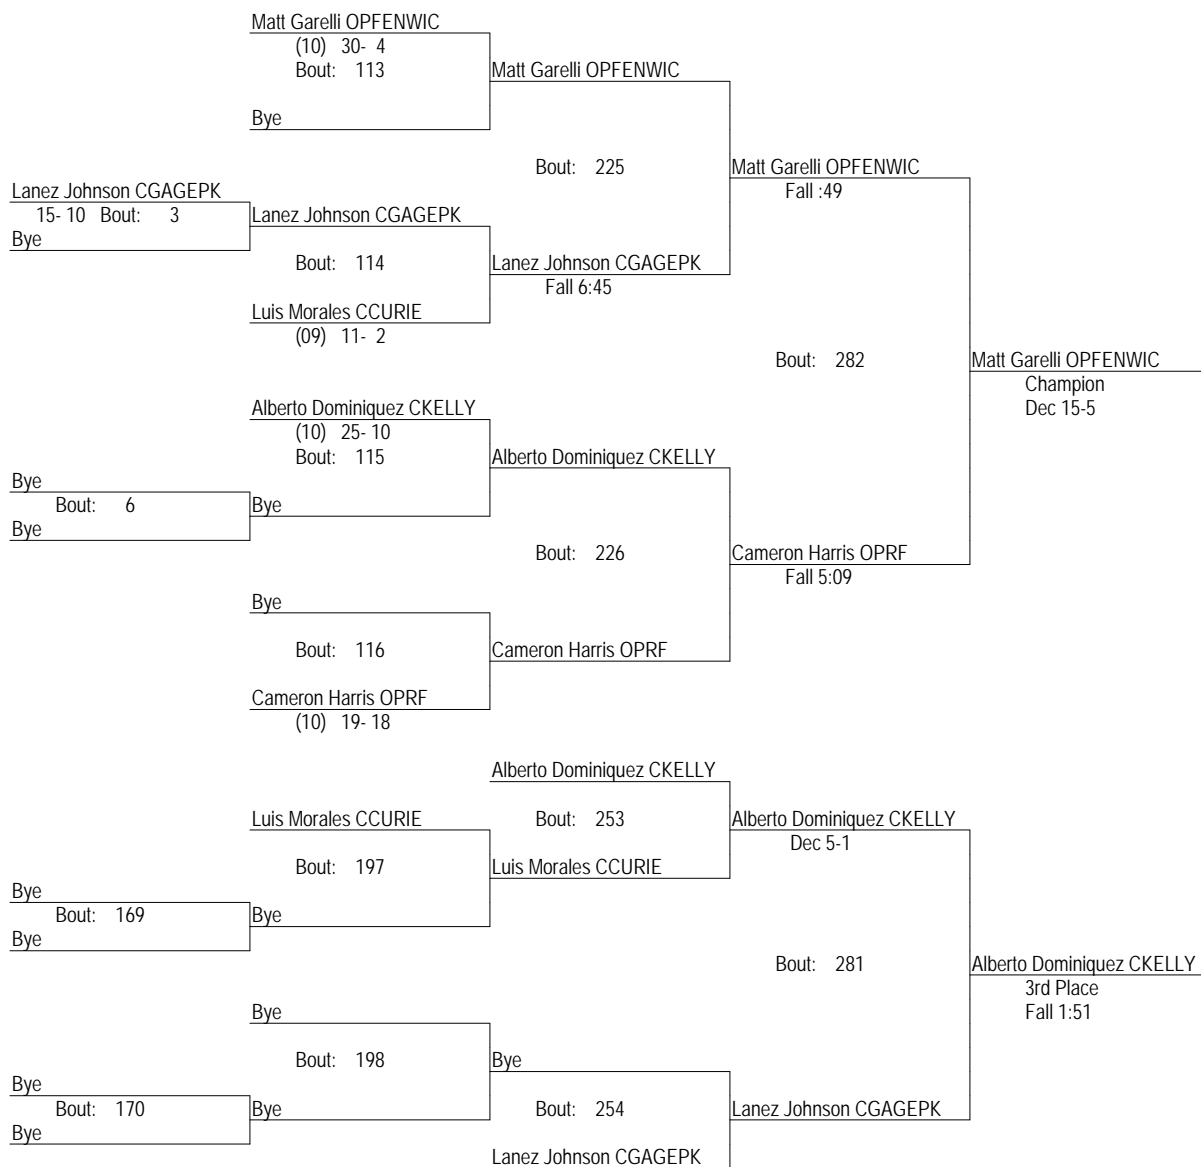 Matt Garelli OPFENWIC
(10) 30- 4
Bout: 113
Matt Garelli OPFENWIC
Bye
Bout: 225
Matt Garelli OPFENWIC
Fall :49
Lanez Johnson CGAGEPK
15- 10 Bout: 3
Bye
Lanez Johnson CGAGEPK
Bout: 114
Lanez Johnson CGAGEPK
Fall 6:45
Luis Morales CCURIE
(09) 11- 2
Bout: 282
Matt Garelli OPFENWIC
Champion
Dec 15-5
Alberto Dominiquez CKELLY
(10) 25- 10
Bout: 115
Alberto Dominiquez CKELLY
Bye
Bout: 6
Bye
Bye
Bout: 226
Cameron Harris OPRF
Fall 5:09
Bye
Bout: 116
Cameron Harris OPRF
Cameron Harris OPRF
(10) 19- 18
Alberto Dominiquez CKELLY
Bout: 253
Alberto Dominiquez CKELLY
Dec 5-1
Luis Morales CCURIE
Bout: 197
Luis Morales CCURIE
Bye
Bout: 169
Bye
Bye
Bout: 281
Alberto Dominiquez CKELLY
3rd Place
Fall 1:51
Bye
Bout: 198
Bye
Bye
Bout: 170
Bye
Bye
Bout: 254
Lanez Johnson CGAGEPK
Lanez Johnson CGAGEPK